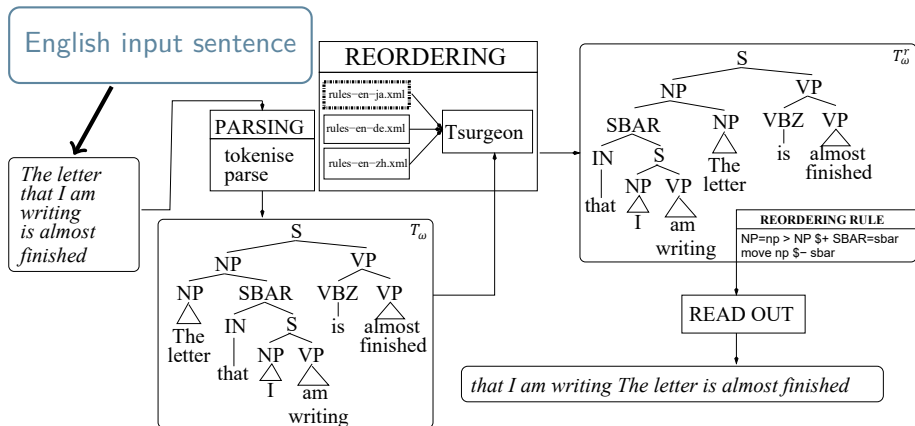 English input sentence
The letter
that I am
writing
is almost
finished
PARSING
tokenise
parse
REORDERING
rules−en−ja.xml
rules−en−de.xml
rules−en−zh.xml
Tsurgeon
T_ω
S
NP VP
NP SBAR VBZ VP
The letter
IN S
is
almost finished
that
NP VP
I
am
writing
T_ω^r
S
NP VP
SBAR NP VBZ VP
IN S
The letter
is
almost finished
that
NP VP
I
am
writing
REORDERING RULE
NP=np > NP $+ SBAR=sbar
move np $− sbar
READ OUT
that I am writing The letter is almost finished